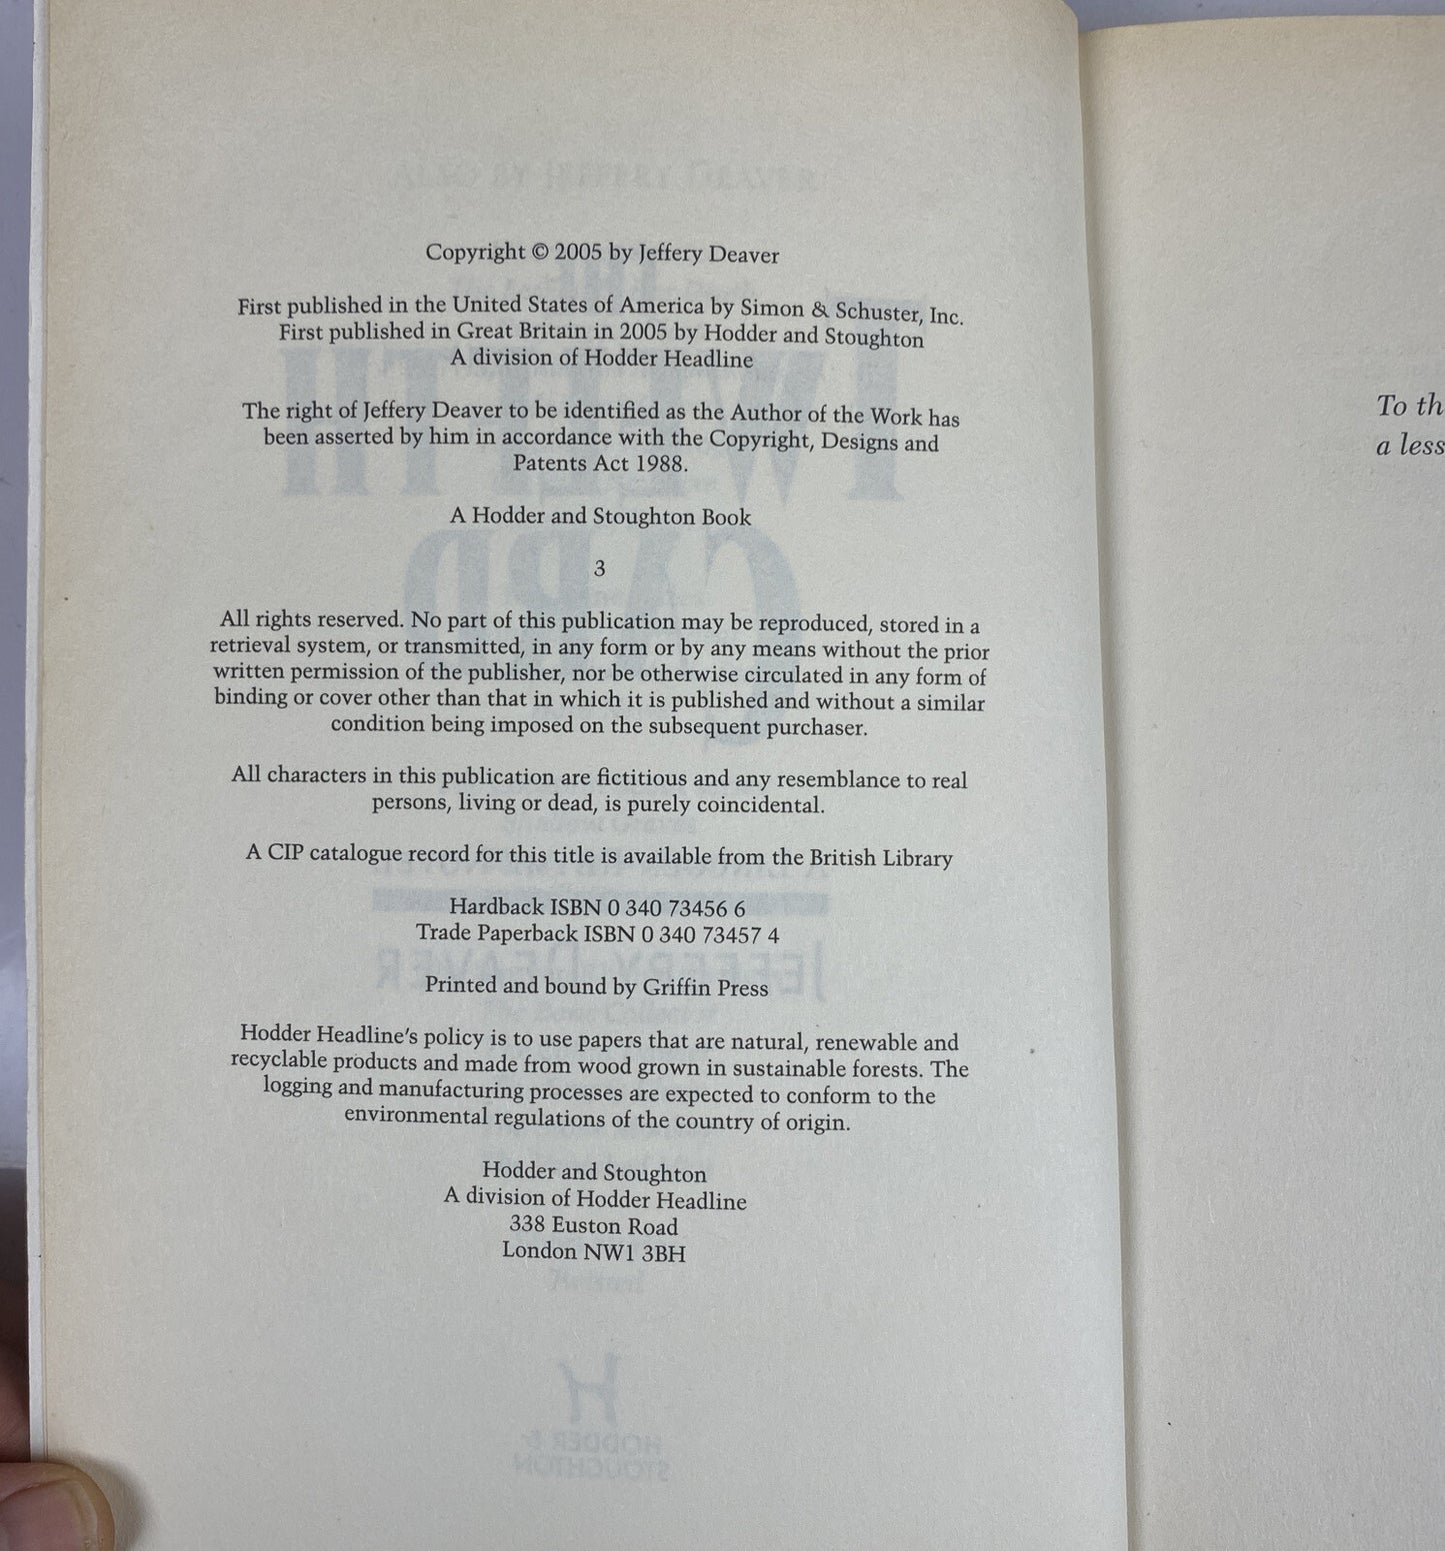 Copyright © 2005 by Jeffery Deaver
First published in the United States of America by Simon & Schuster, Inc.
First published in Great Britain in 2005 by Hodder and Stoughton
A division of Hodder Headline
The right of Jeffery Deaver to be identified as the Author of the Work has
been asserted by him in accordance with the Copyright, Designs and
Patents Act 1988.
A Hodder and Stoughton Book
3
All rights reserved. No part of this publication may be reproduced, stored in a
retrieval system, or transmitted, in any form or by any means without the prior
written permission of the publisher, nor be otherwise circulated in any form of
binding or cover other than that in which it is published and without a similar
condition being imposed on the subsequent purchaser.
All characters in this publication are fictitious and any resemblance to real
persons, living or dead, is purely coincidental.
A CIP catalogue record for this title is available from the British Library
Hardback ISBN 0 340 73456 6
Trade Paperback ISBN 0 340 73457 4
Printed and bound by Griffin Press
Hodder Headline's policy is to use papers that are natural, renewable and
recyclable products and made from wood grown in sustainable forests. The
logging and manufacturing processes are expected to conform to the
environmental regulations of the country of origin.
Hodder and Stoughton
A division of Hodder Headline
338 Euston Road
London NW1 3BH
To th
a less